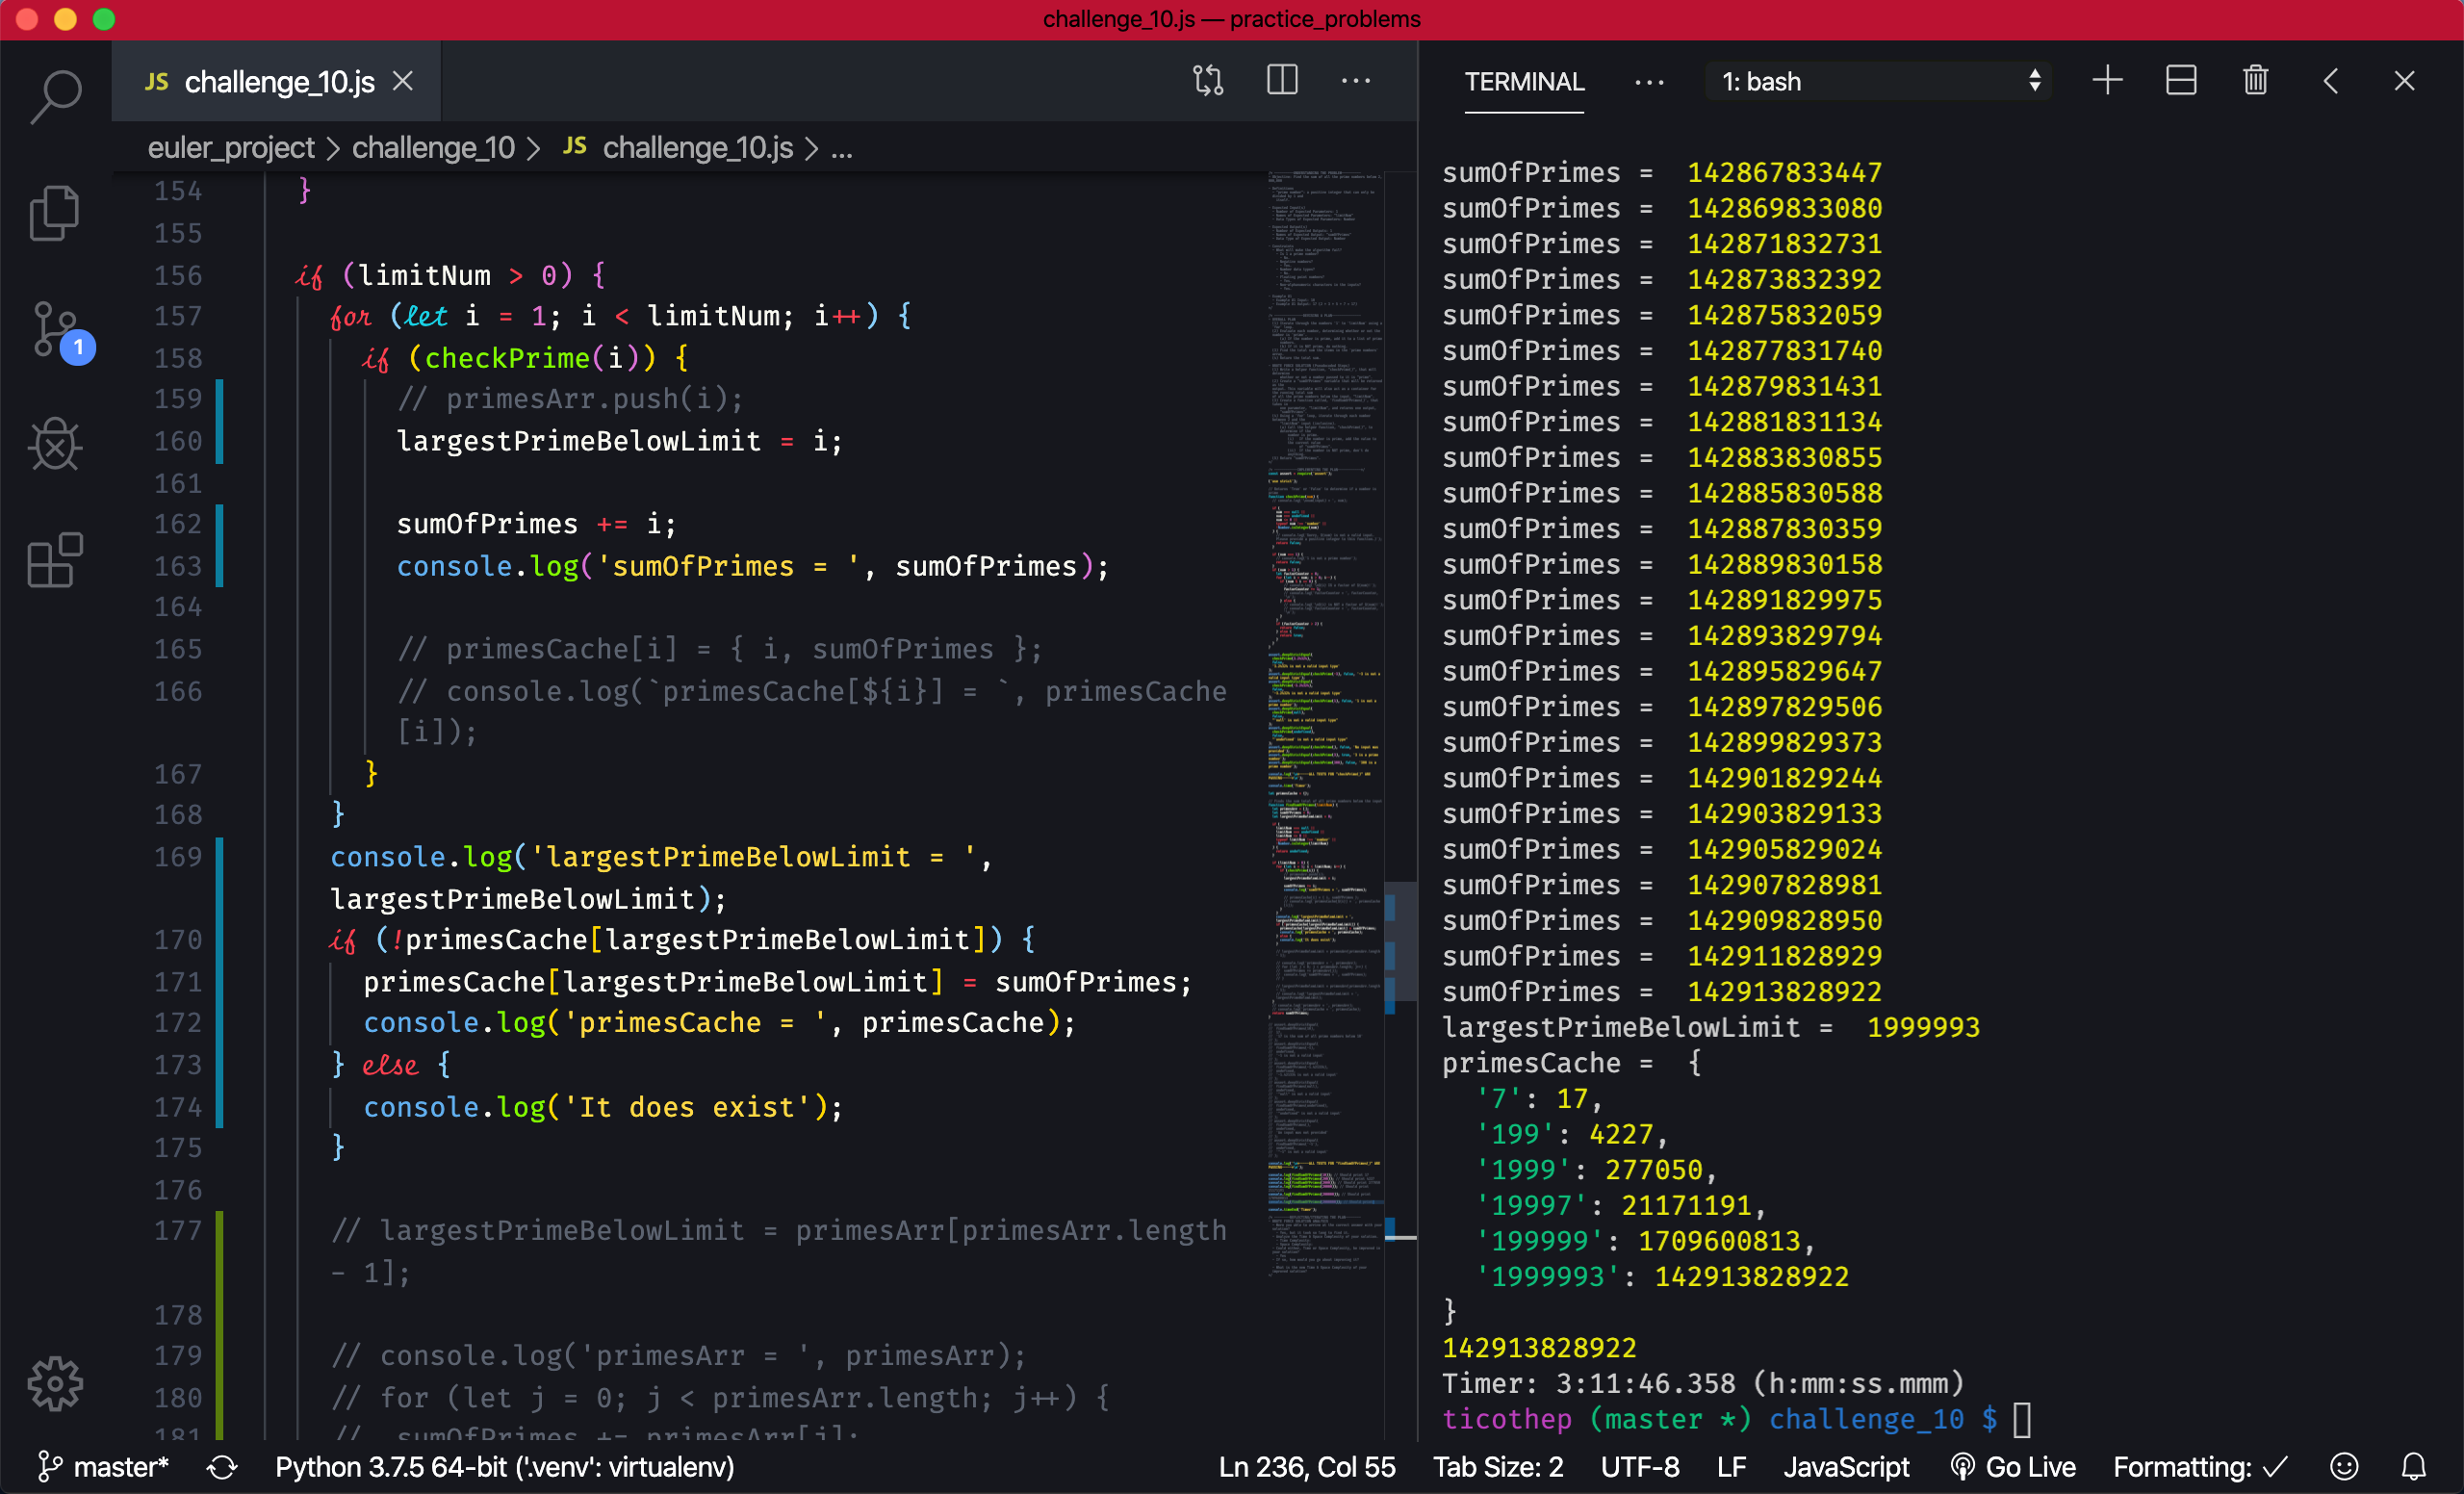 challenge_10.js — practice_problems
JS challenge_10.js
TERMINAL
1: bash
euler_project > challenge_10 > JS challenge_10.js > ...
154 }
155
156 if (limitNum > 0) {
157 for (let i = 1; i < limitNum; i++) {
158 if (checkPrime(i)) {
159 // primesArr.push(i);
160 largestPrimeBelowLimit = i;
161
162 sumOfPrimes += i;
163 console.log('sumOfPrimes = ', sumOfPrimes);
164
165 // primesCache[i] = { i, sumOfPrimes };
166 // console.log(`primesCache[${i}] = `, primesCache
[i]);
167 }
168 }
169 console.log('largestPrimeBelowLimit = ',
largestPrimeBelowLimit);
170 if (!primesCache[largestPrimeBelowLimit]) {
171 primesCache[largestPrimeBelowLimit] = sumOfPrimes;
172 console.log('primesCache = ', primesCache);
173 } else {
174 console.log('It does exist');
175 }
176
177 // largestPrimeBelowLimit = primesArr[primesArr.length
- 1];
178
179 // console.log('primesArr = ', primesArr);
180 // for (let j = 0; j < primesArr.length; j++) {
181 // sumOfPrimes += primesArr[i];
1
sumOfPrimes = 142867833447
sumOfPrimes = 142869833080
sumOfPrimes = 142871832731
sumOfPrimes = 142873832392
sumOfPrimes = 142875832059
sumOfPrimes = 142877831740
sumOfPrimes = 142879831431
sumOfPrimes = 142881831134
sumOfPrimes = 142883830855
sumOfPrimes = 142885830588
sumOfPrimes = 142887830359
sumOfPrimes = 142889830158
sumOfPrimes = 142891829975
sumOfPrimes = 142893829794
sumOfPrimes = 142895829647
sumOfPrimes = 142897829506
sumOfPrimes = 142899829373
sumOfPrimes = 142901829244
sumOfPrimes = 142903829133
sumOfPrimes = 142905829024
sumOfPrimes = 142907828981
sumOfPrimes = 142909828950
sumOfPrimes = 142911828929
sumOfPrimes = 142913828922
largestPrimeBelowLimit = 1999993
primesCache = {
'7': 17,
'199': 4227,
'1999': 277050,
'19997': 21171191,
'199999': 1709600813,
'1999993': 142913828922
}
142913828922
Timer: 3:11:46.358 (h:mm:ss.mmm)
ticothep (master *) challenge_10 $
master* Python 3.7.5 64-bit ('.venv': virtualenv) Ln 236, Col 55 Tab Size: 2 UTF-8 LF JavaScript Go Live Formatting: ✓